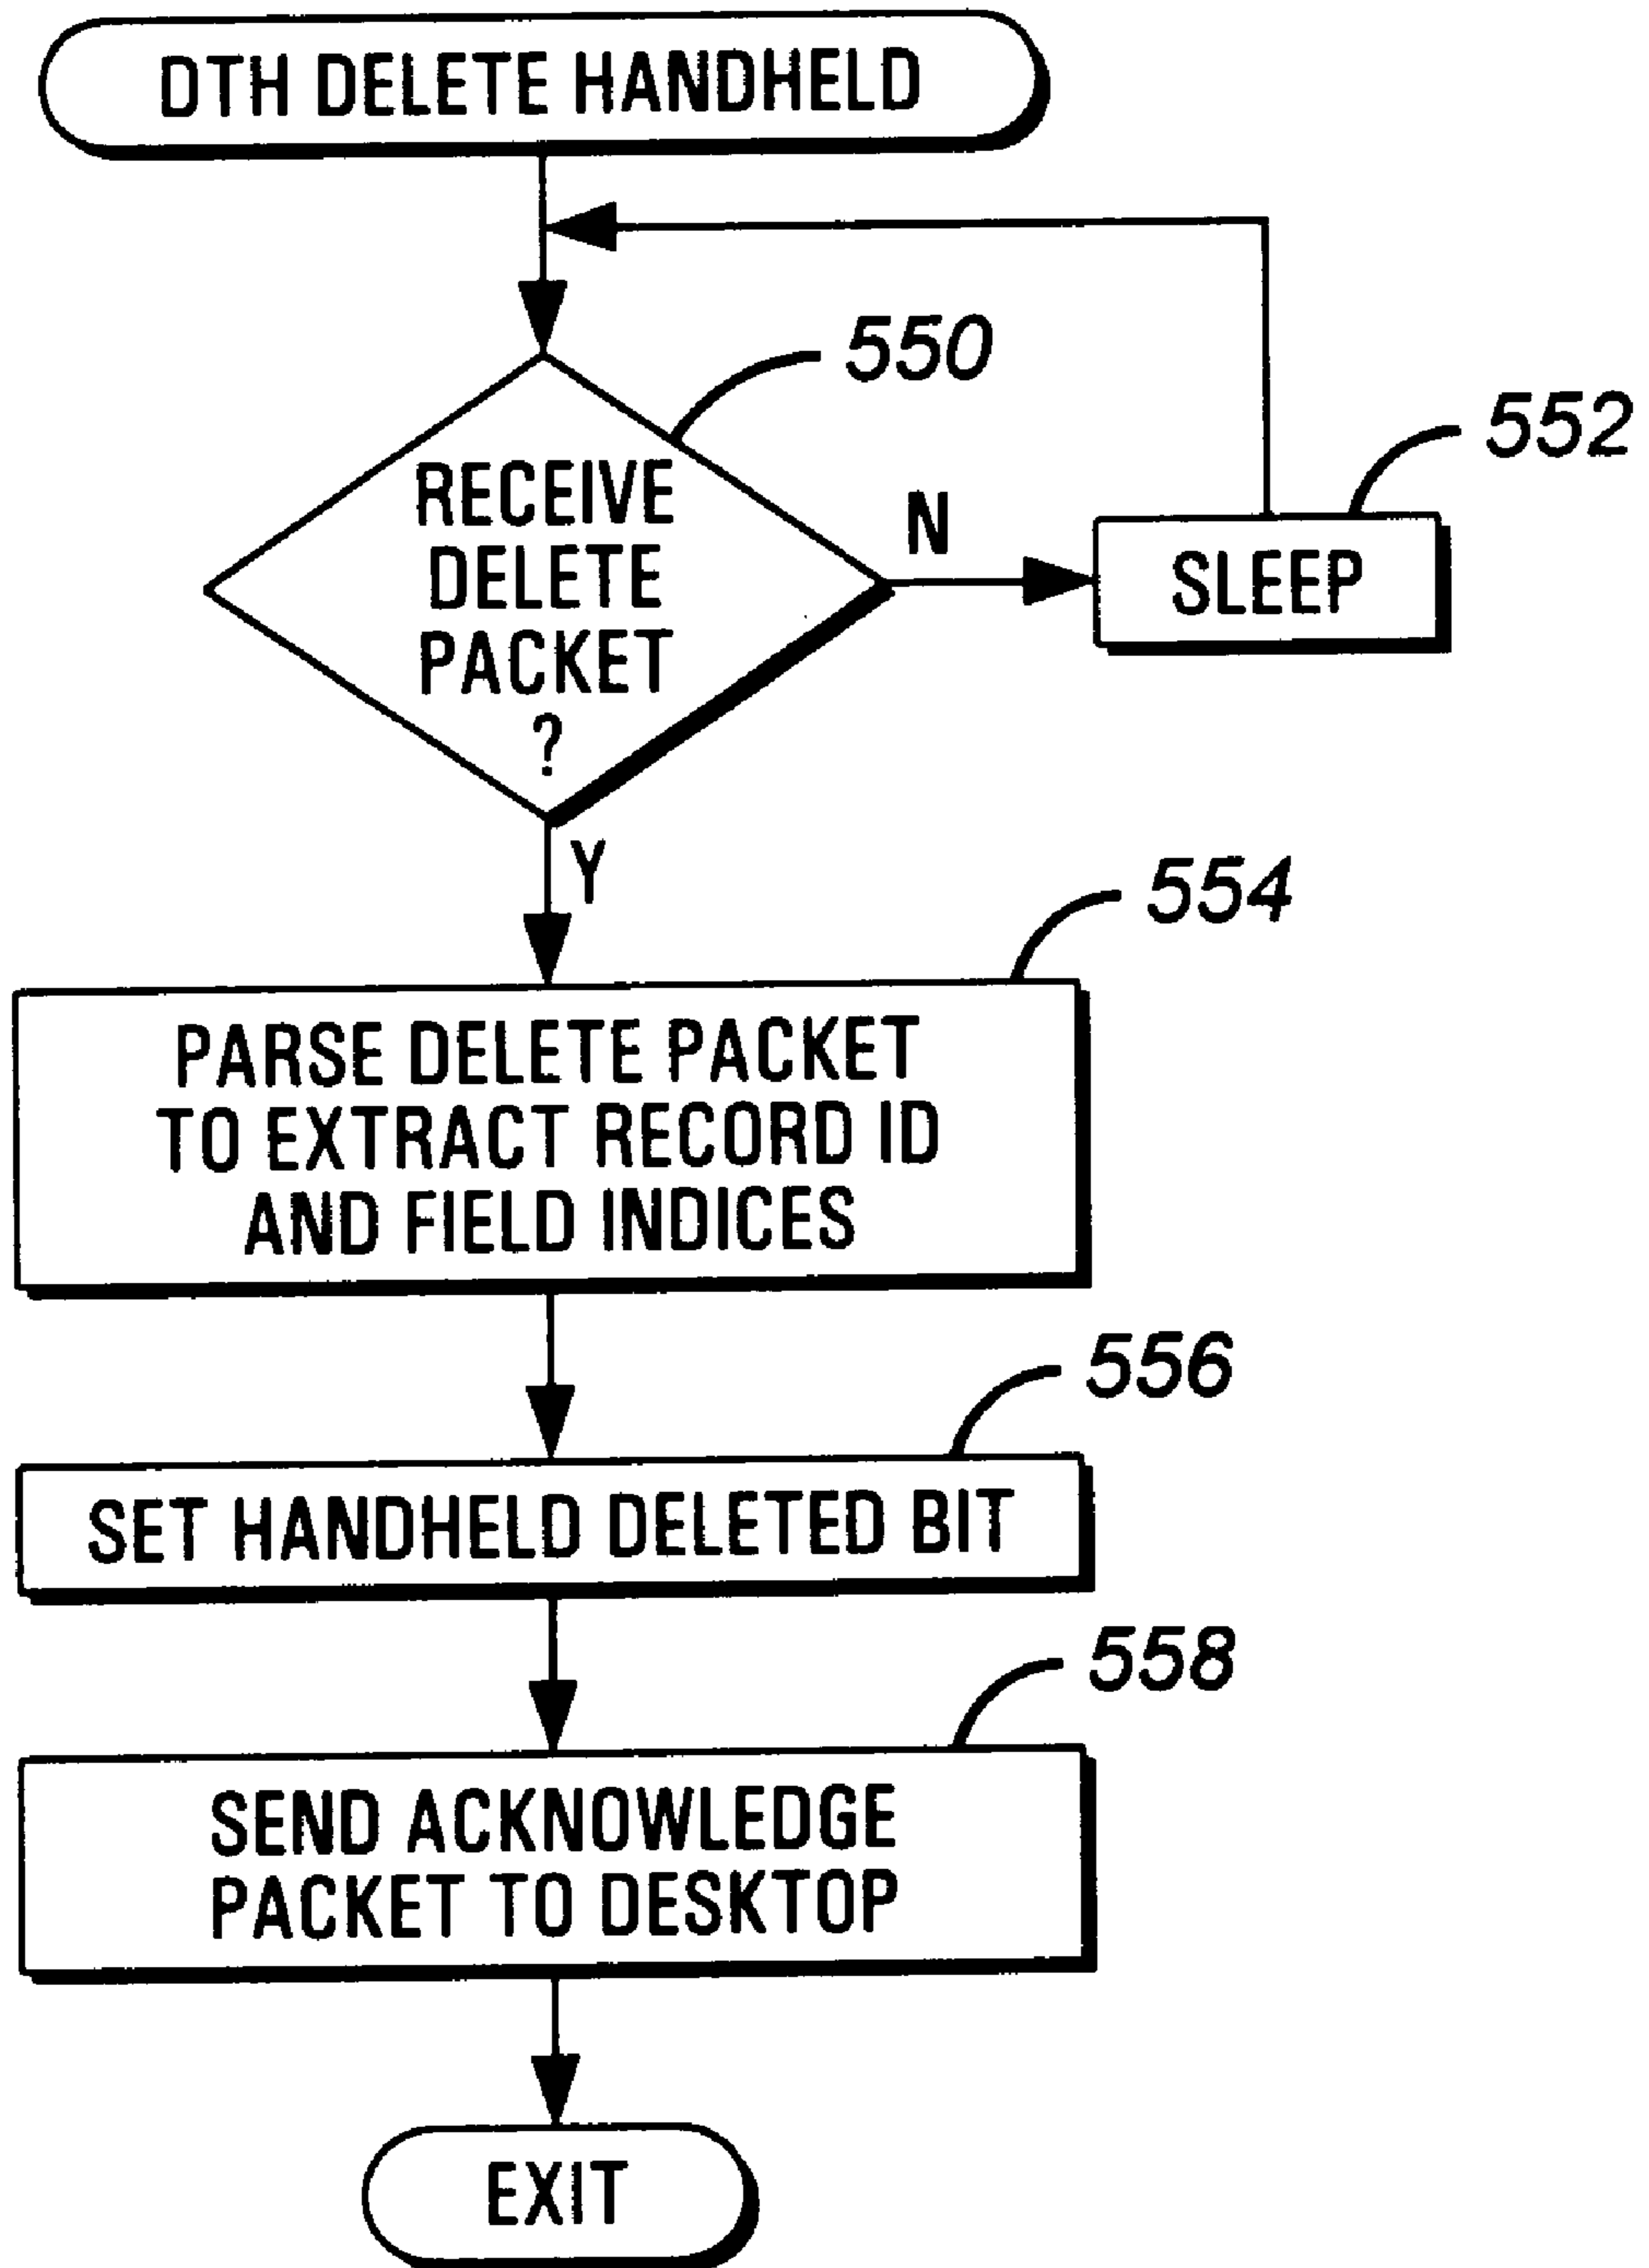 DTH DELETE HANDHELD
550
552
RECEIVE
DELETE
PACKET
?
N
SLEEP
Y
554
PARSE DELETE PACKET
TO EXTRACT RECORD ID
AND FIELD INDICES
556
SET HANDHELD DELETED BIT
558
SEND ACKNOWLEDGE
PACKET TO DESKTOP
EXIT